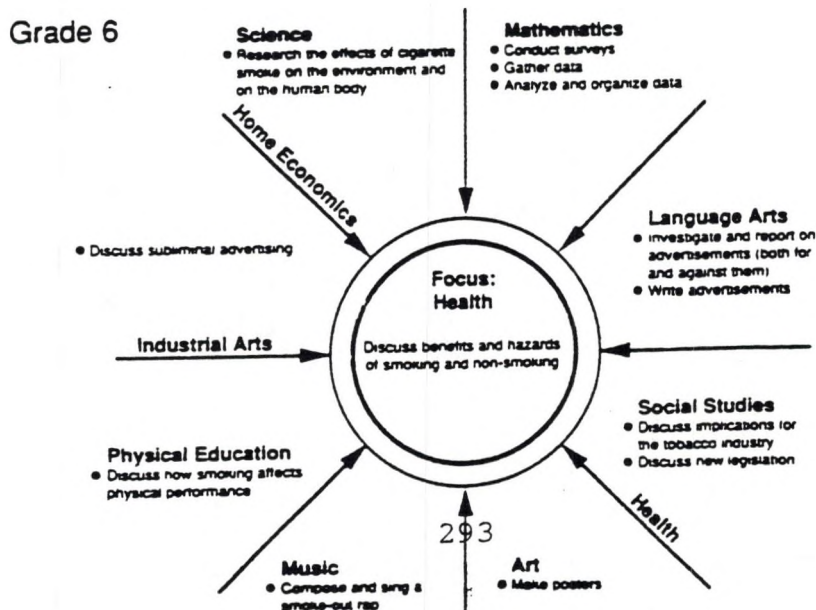 Grade 6
Science
● Research the effects of cigarette
smoke on the environment and
on the human body
Mathematics
● Conduct surveys
● Gather data
● Analyze and organize data
Home Economics
● Discuss subliminal advertising
Language Arts
● Investigate and report on
advertisements (both for
and against them)
● Write advertisements
Focus:
Health
Discuss benefits and hazards
of smoking and non-smoking
Industrial Arts
Social Studies
● Discuss implications for
the tobacco industry
● Discuss new legislation
Physical Education
● Discuss how smoking affects
physical performance
Health
293
Music
● Compose and sing a
smoke-out rap
Art
● Make posters